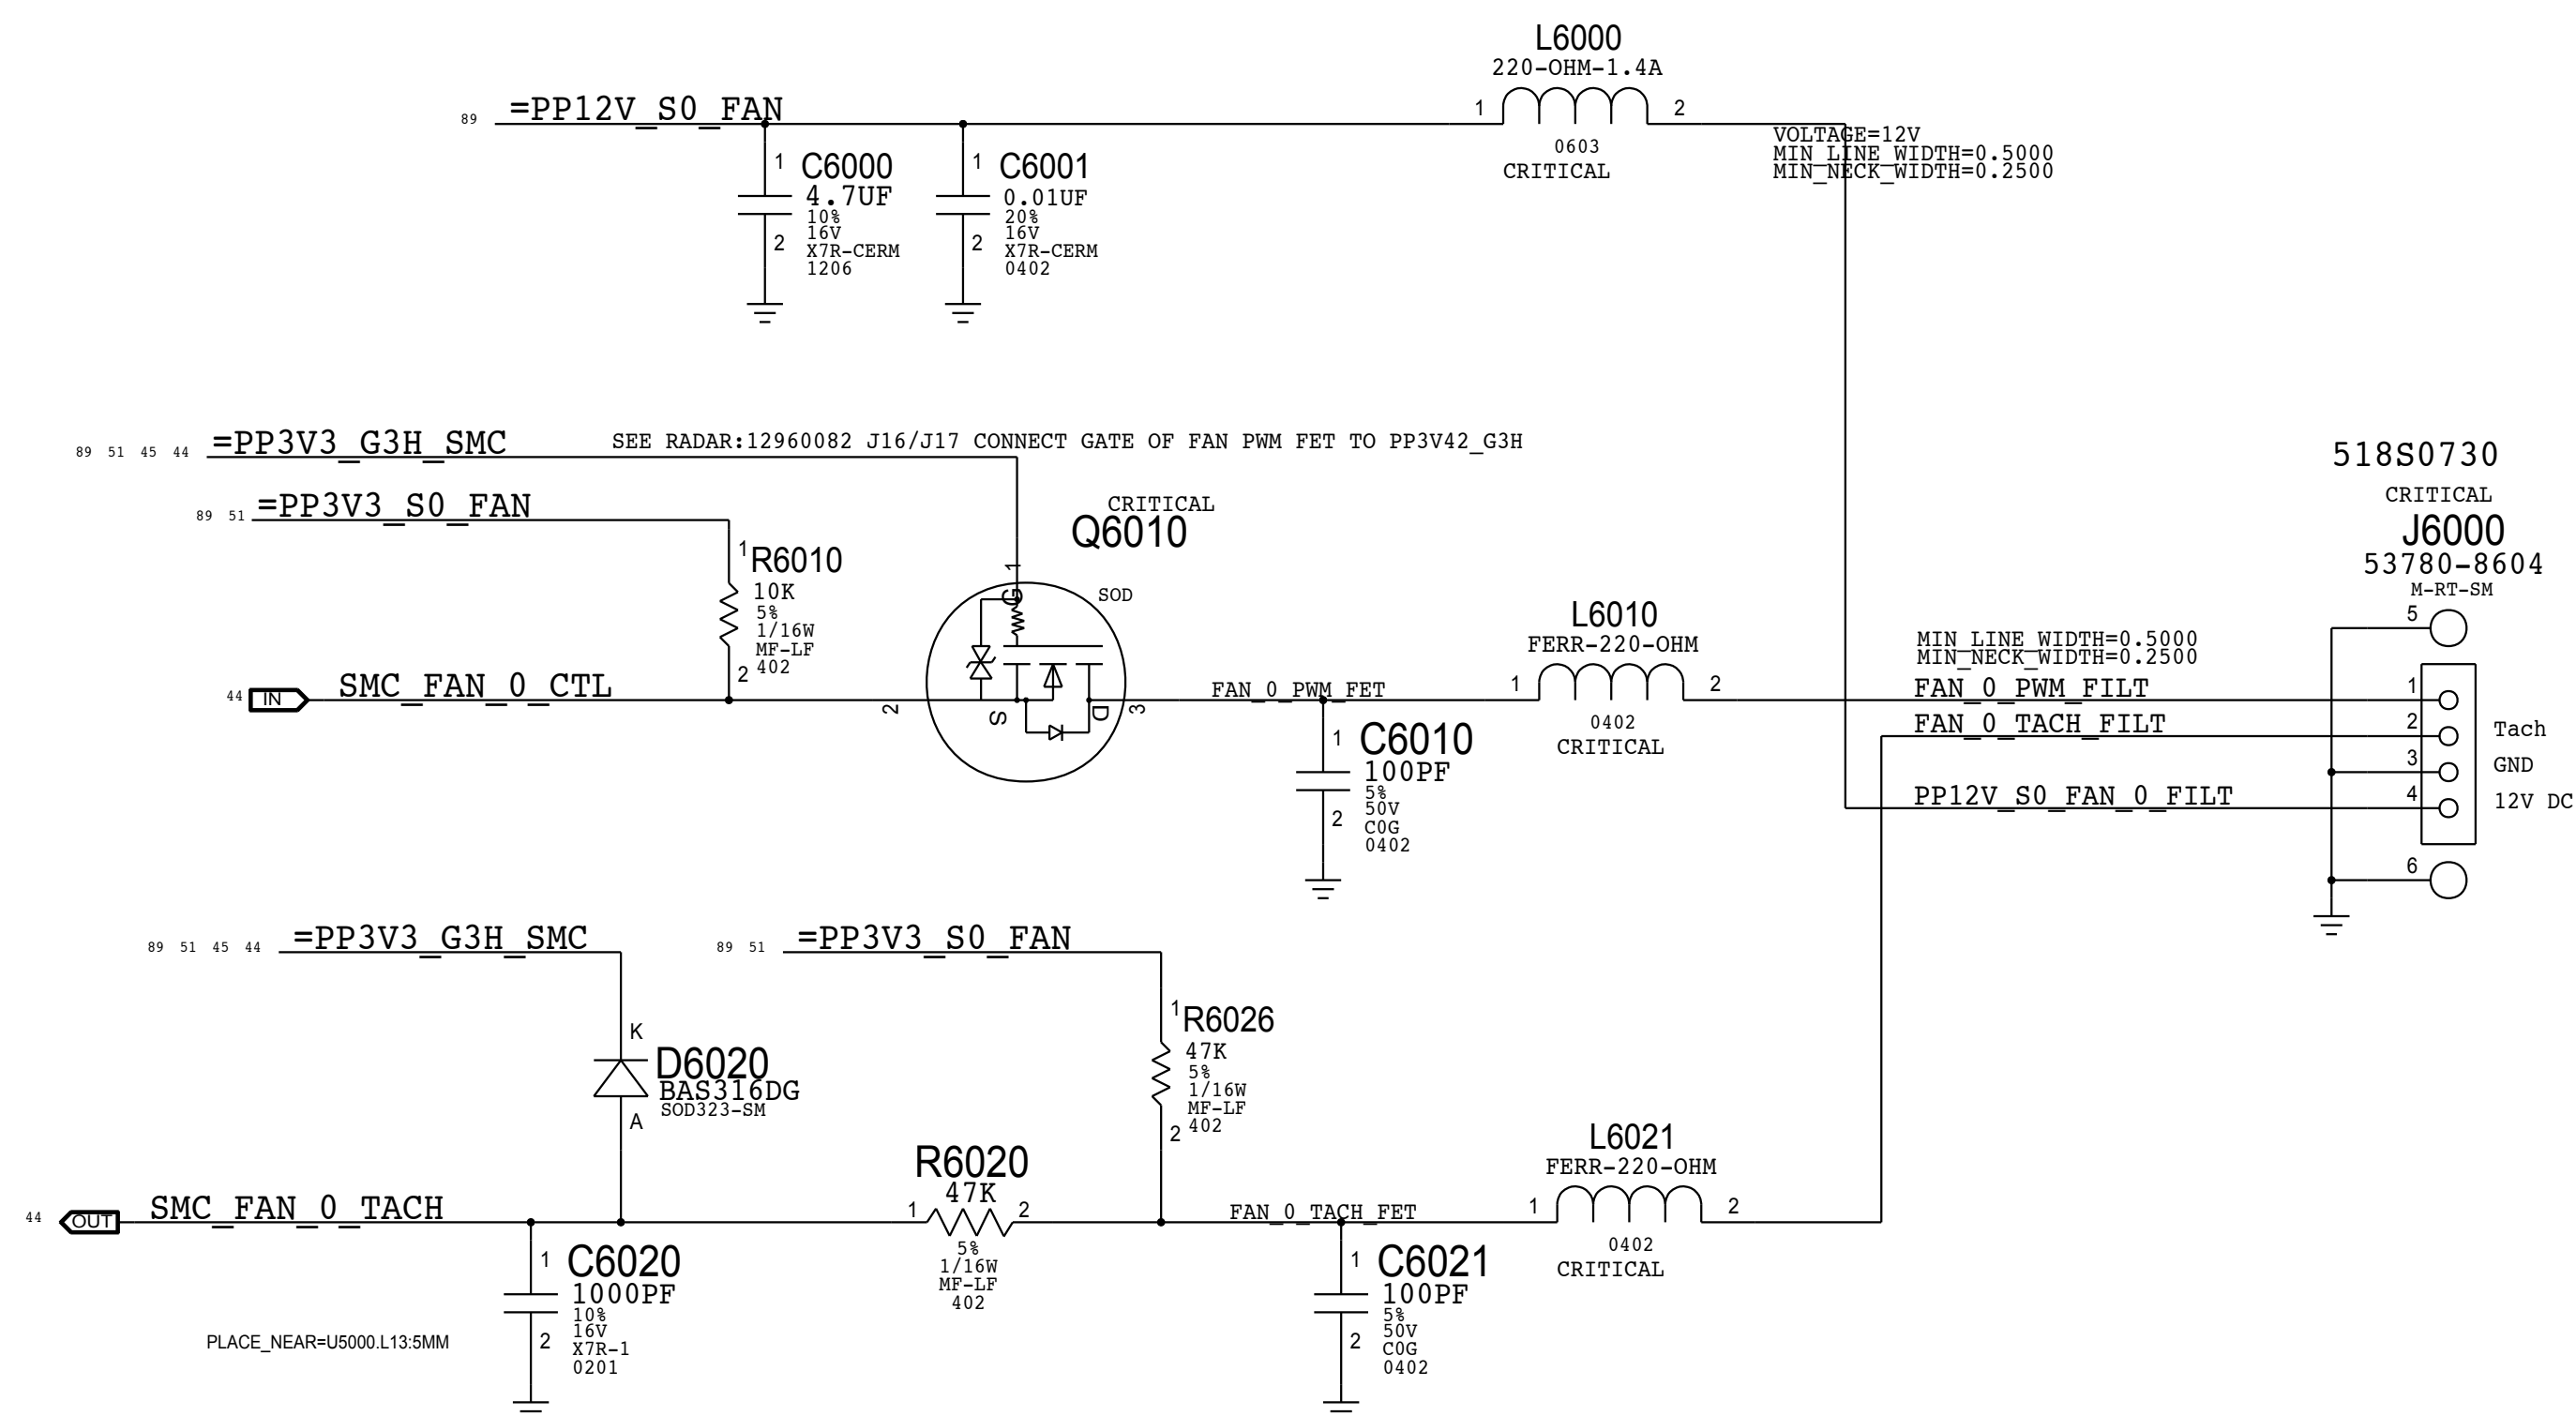 L6000
220-OHM-1.4A
1 2
0603
CRITICAL
89 =PP12V_S0_FAN
VOLTAGE=12V
MIN_LINE_WIDTH=0.5000
MIN_NECK_WIDTH=0.2500
1 C6000
4.7UF
10%
16V
2 X7R-CERM
1206
1 C6001
0.01UF
20%
16V
2 X7R-CERM
0402
89 51 45 44 =PP3V3_G3H_SMC
SEE RADAR:12960082 J16/J17 CONNECT GATE OF FAN PWM FET TO PP3V42_G3H
89 51 =PP3V3_S0_FAN
1 R6010
10K
5%
1/16W
MF-LF
2 402
CRITICAL
Q6010
SOD
1
G
2
S
D
3
44 IN SMC_FAN_0_CTL
FAN_0_PWM_FET
1 C6010
100PF
5%
50V
2 C0G
0402
L6010
FERR-220-OHM
1 2
0402
CRITICAL
MIN_LINE_WIDTH=0.5000
MIN_NECK_WIDTH=0.2500
FAN_0_PWM_FILT
FAN_0_TACH_FILT
PP12V_S0_FAN_0_FILT
518S0730
CRITICAL
J6000
53780-8604
M-RT-SM
5
1
2 Tach
3 GND
4 12V DC
6
89 51 45 44 =PP3V3_G3H_SMC
K
D6020
BAS316DG
SOD323-SM
A
89 51 =PP3V3_S0_FAN
1 R6026
47K
5%
1/16W
MF-LF
2 402
R6020
47K
1 2
5%
1/16W
MF-LF
402
44 OUT SMC_FAN_0_TACH
FAN_0_TACH_FET
L6021
FERR-220-OHM
1 2
0402
CRITICAL
1 C6020
1000PF
10%
16V
2 X7R-1
0201
PLACE_NEAR=U5000.L13:5MM
1 C6021
100PF
5%
50V
2 C0G
0402